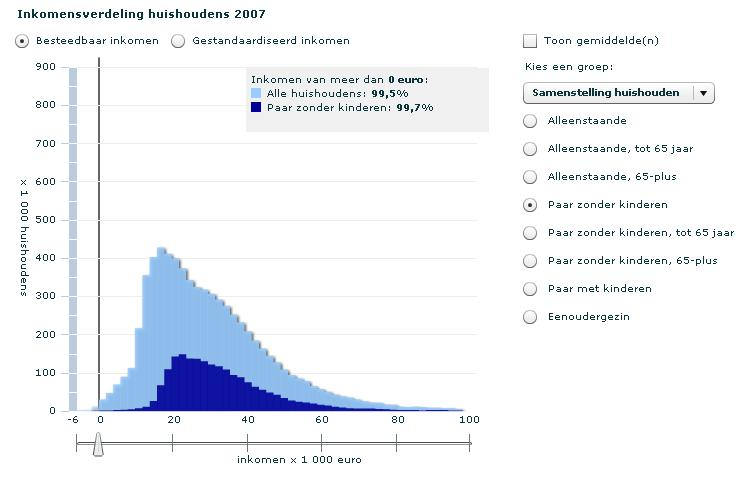 Inkomensverdeling huishoudens 2007
Besteedbaar inkomen
Gestandaardiseerd inkomen
Toon gemiddelde(n)
Kies een groep:
Samenstelling huishouden
Alleenstaande
Alleenstaande, tot 65 jaar
Alleenstaande, 65-plus
Paar zonder kinderen
Paar zonder kinderen, tot 65 jaar
Paar zonder kinderen, 65-plus
Paar met kinderen
Eenoudergezin
Inkomen van meer dan 0 euro:
Alle huishoudens: 99,5%
Paar zonder kinderen: 99,7%
x 1 000 huishoudens
900
800
700
600
500
400
300
200
100
0
-6 0 20 40 60 80 100
inkomen x 1 000 euro